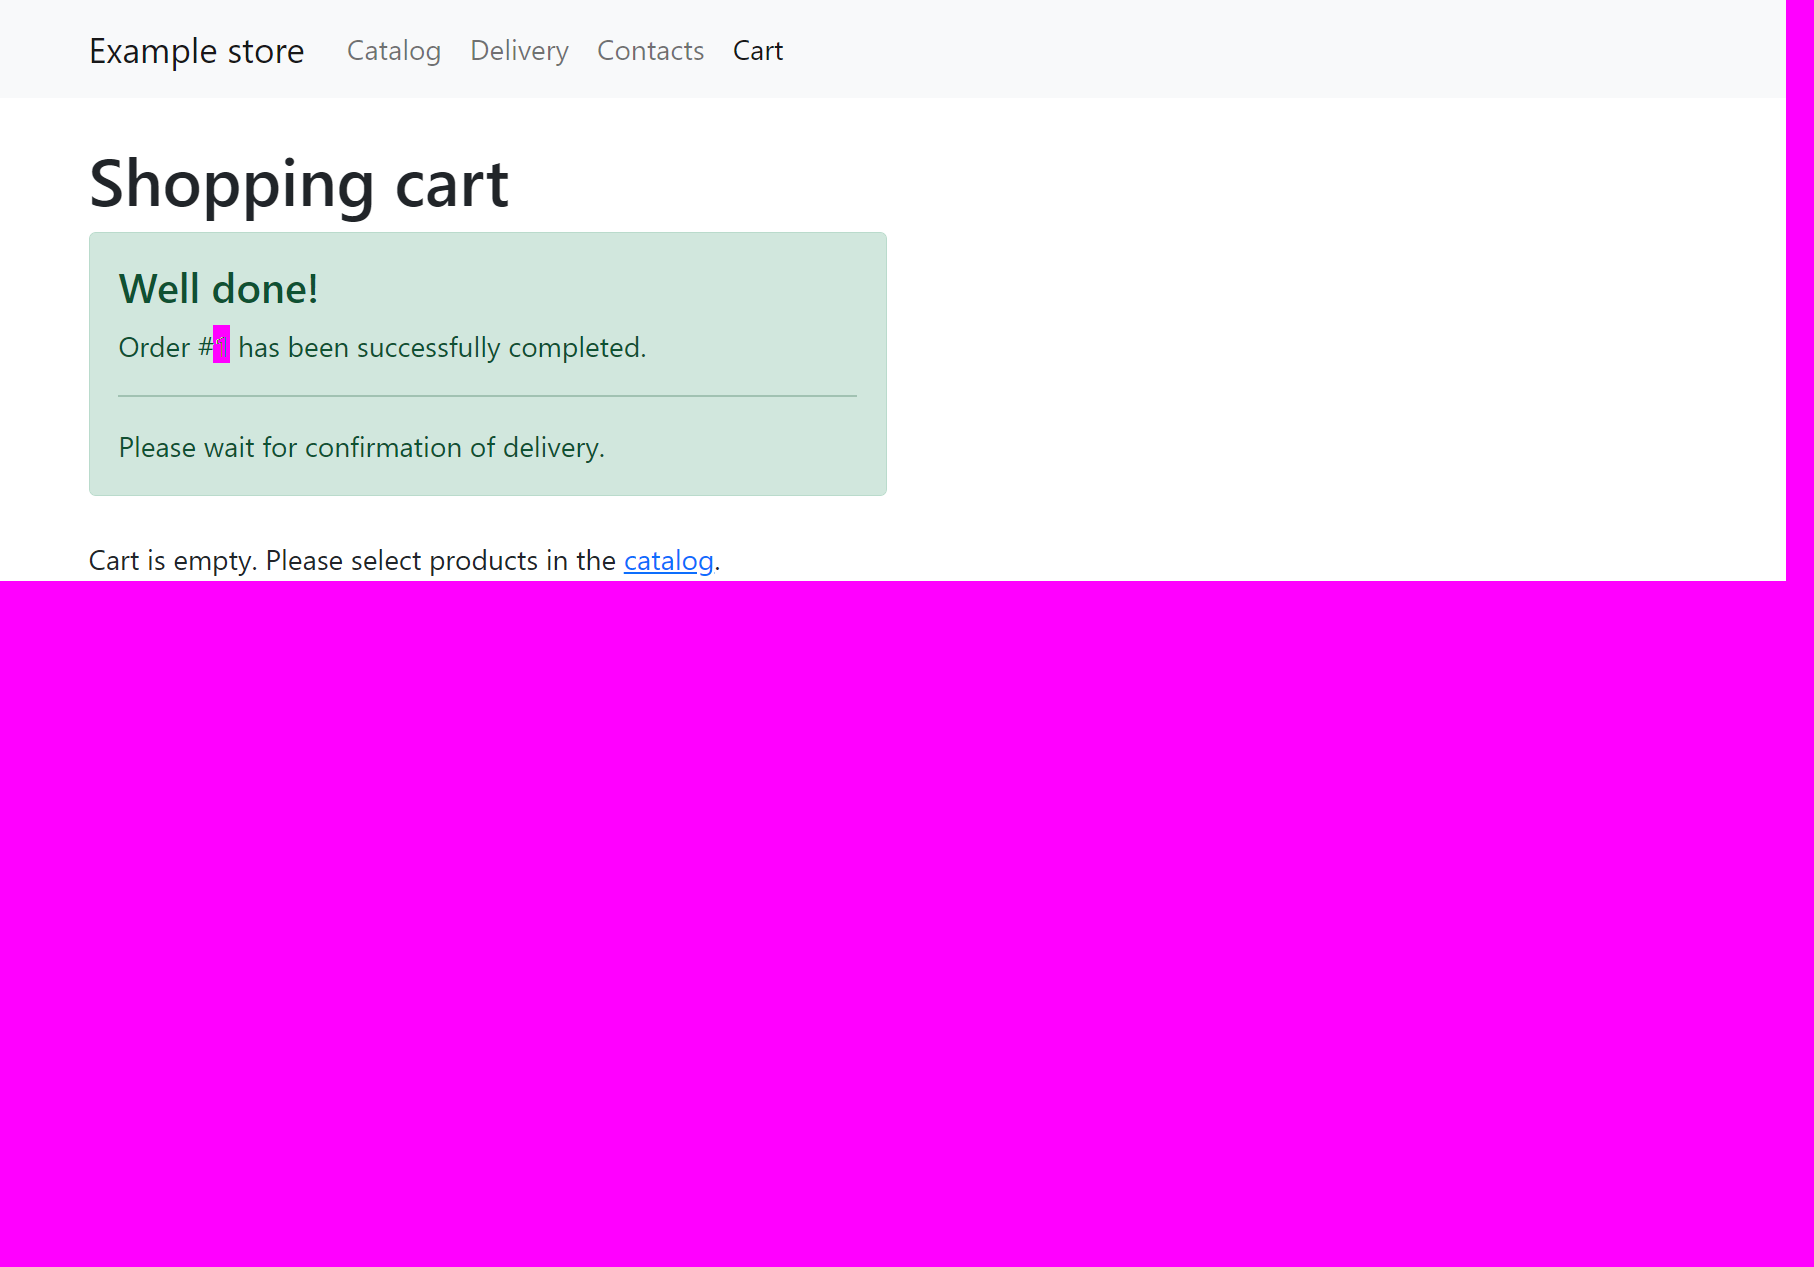 Example store Catalog Delivery Contacts Cart
Shopping cart
Well done!
Order # has been successfully completed.
Please wait for confirmation of delivery.
Cart is empty. Please select products in the catalog.